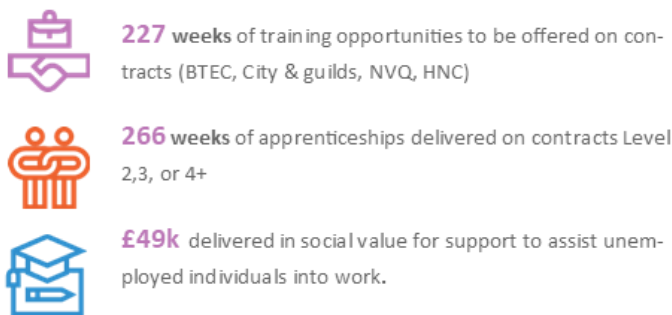 227 weeks of training opportunities to be offered on con-
tracts (BTEC, City & guilds, NVQ, HNC)
266 weeks of apprenticeships delivered on contracts Level
2,3, or 4+
£49k delivered in social value for support to assist unem-
ployed individuals into work.